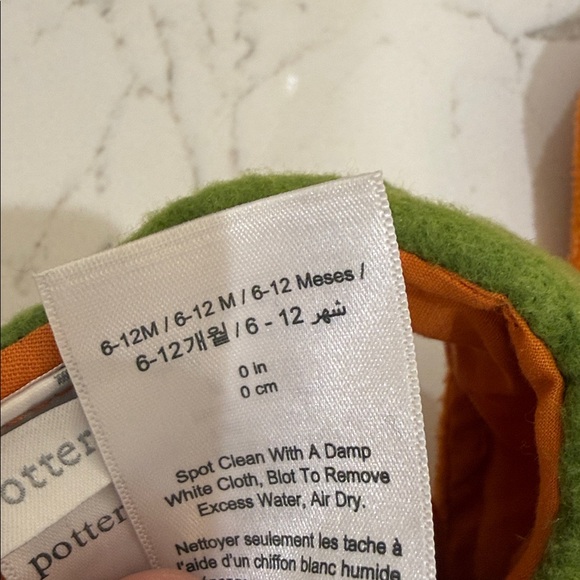 6-12M / 6-12 M / 6-12 Meses /
6-12개월 / 6 - 12 شهر
0 in
0 cm
Spot Clean With A Damp
White Cloth, Blot To Remove
Excess Water, Air Dry.
Nettoyer seulement les tache à
l'aide d'un chiffon blanc humide
otter
potter